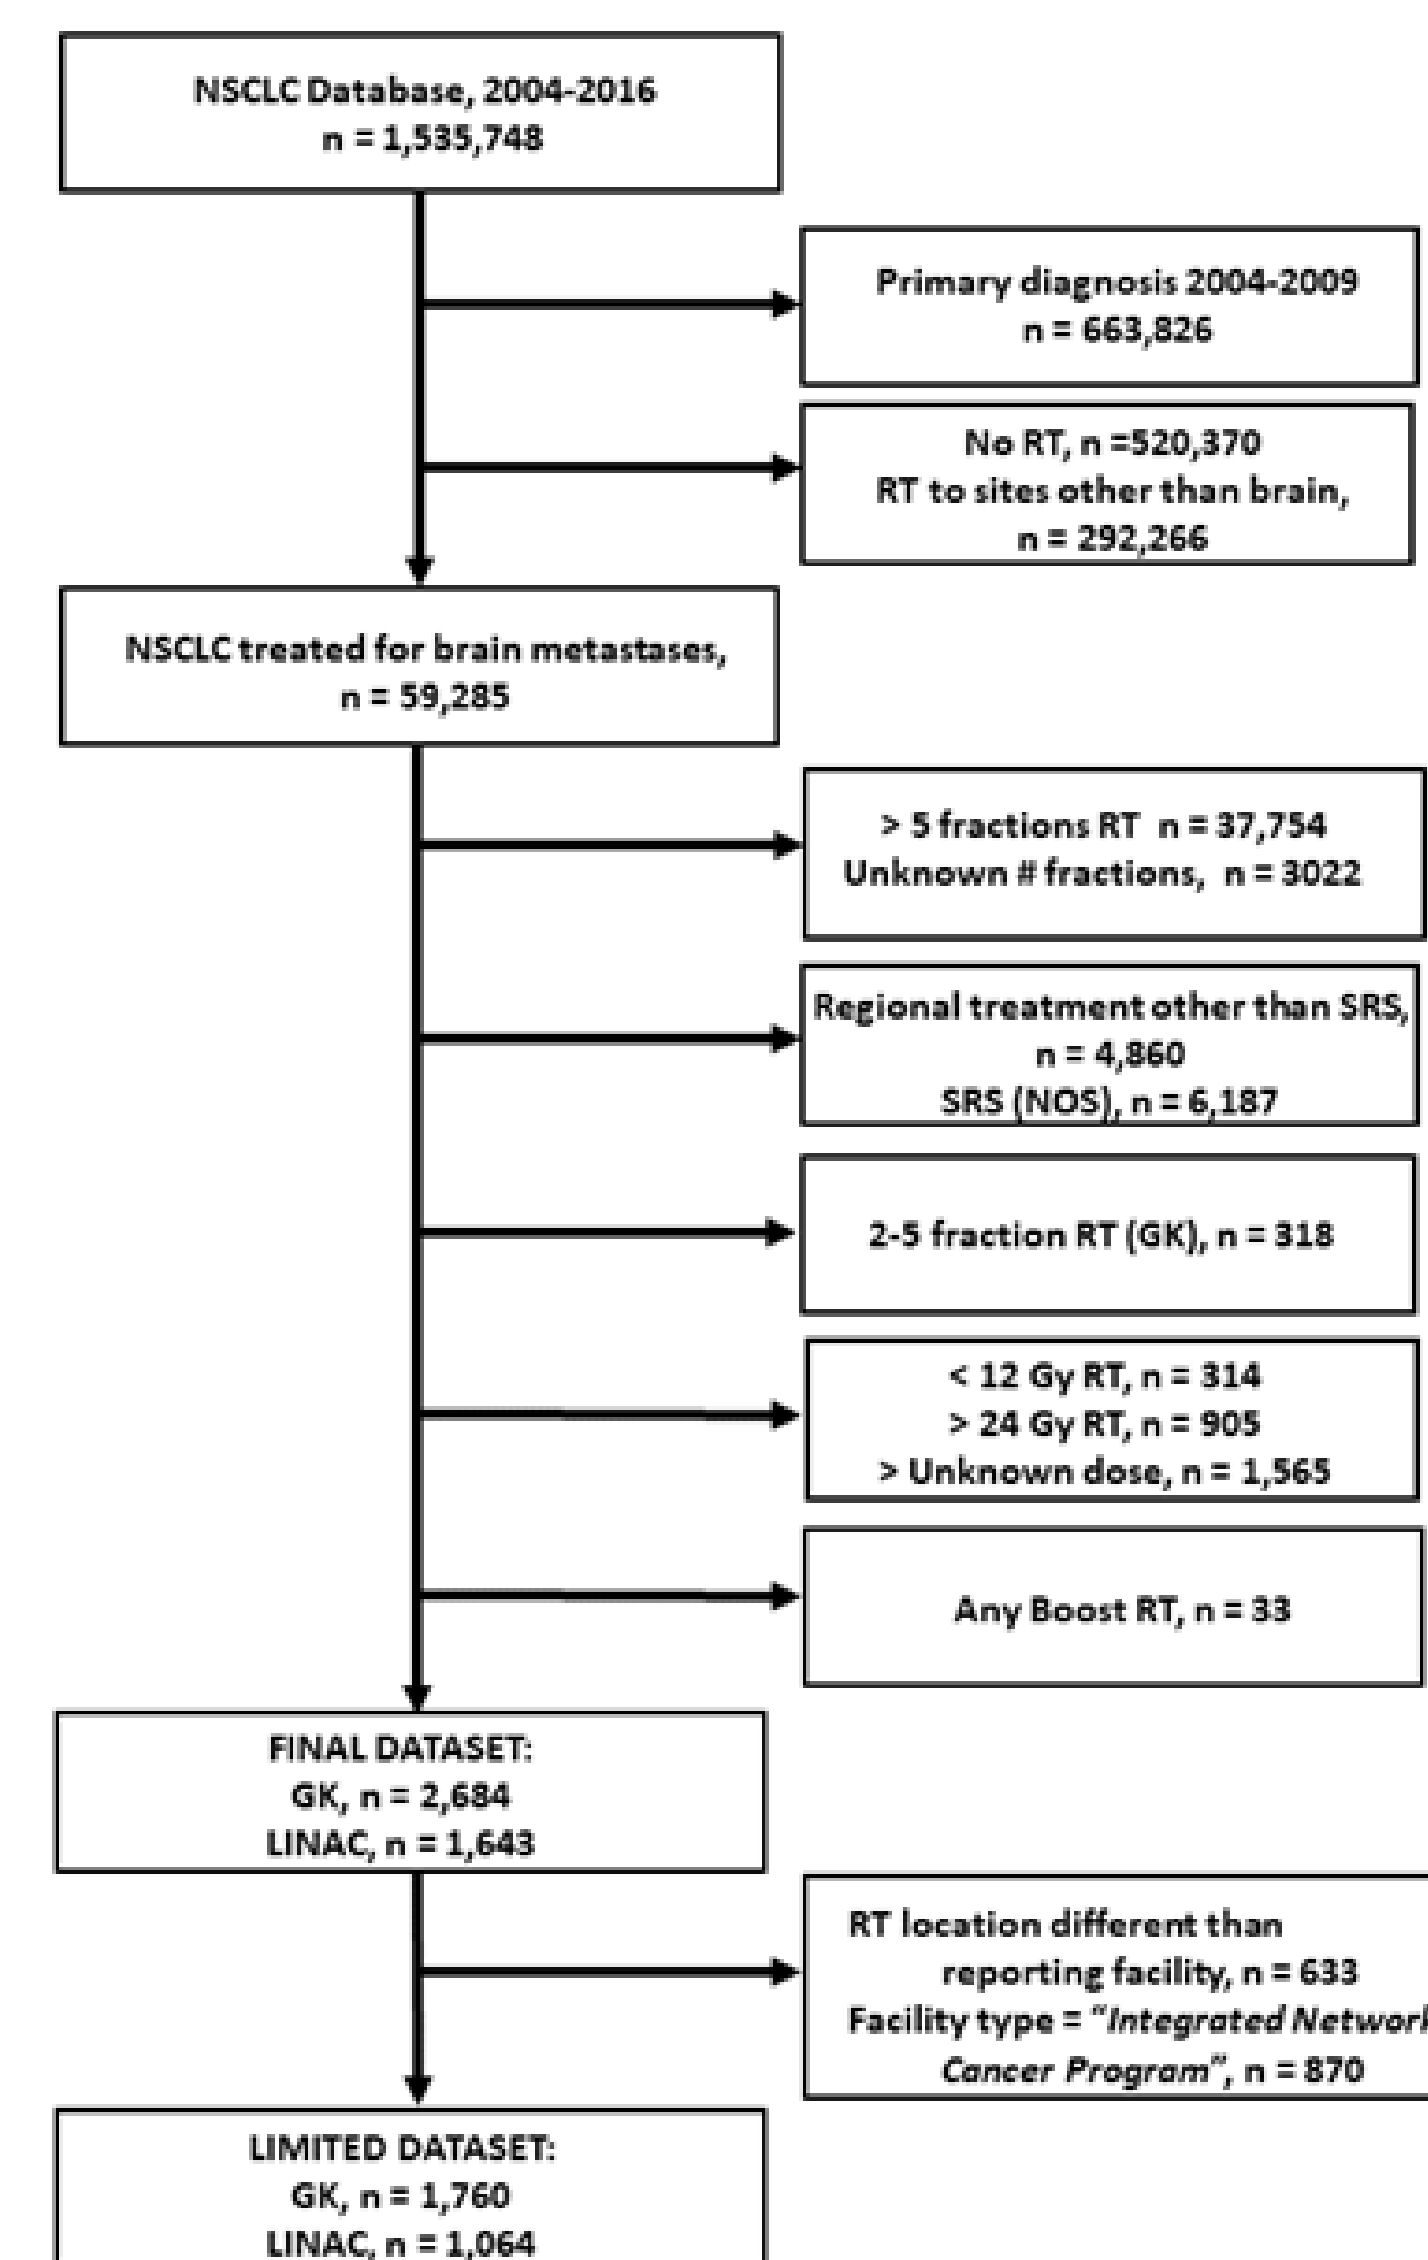 NSCLC Database, 2004-2016
n = 1,535,748
Primary diagnosis 2004-2009
n = 663,826
No RT, n =520,370
RT to sites other than brain,
n = 292,266
NSCLC treated for brain metastases,
n = 59,285
> 5 fractions RT n = 37,754
Unknown # fractions, n = 3022
Regional treatment other than SRS,
n = 4,860
SRS (NOS), n = 6,187
2-5 fraction RT (GK), n = 318
< 12 Gy RT, n = 314
> 24 Gy RT, n = 905
> Unknown dose, n = 1,565
Any Boost RT, n = 33
FINAL DATASET:
GK, n = 2,684
LINAC, n = 1,643
RT location different than
reporting facility, n = 633
Facility type = "Integrated Network
Cancer Program", n = 870
LIMITED DATASET:
GK, n = 1,760
LINAC, n = 1,064